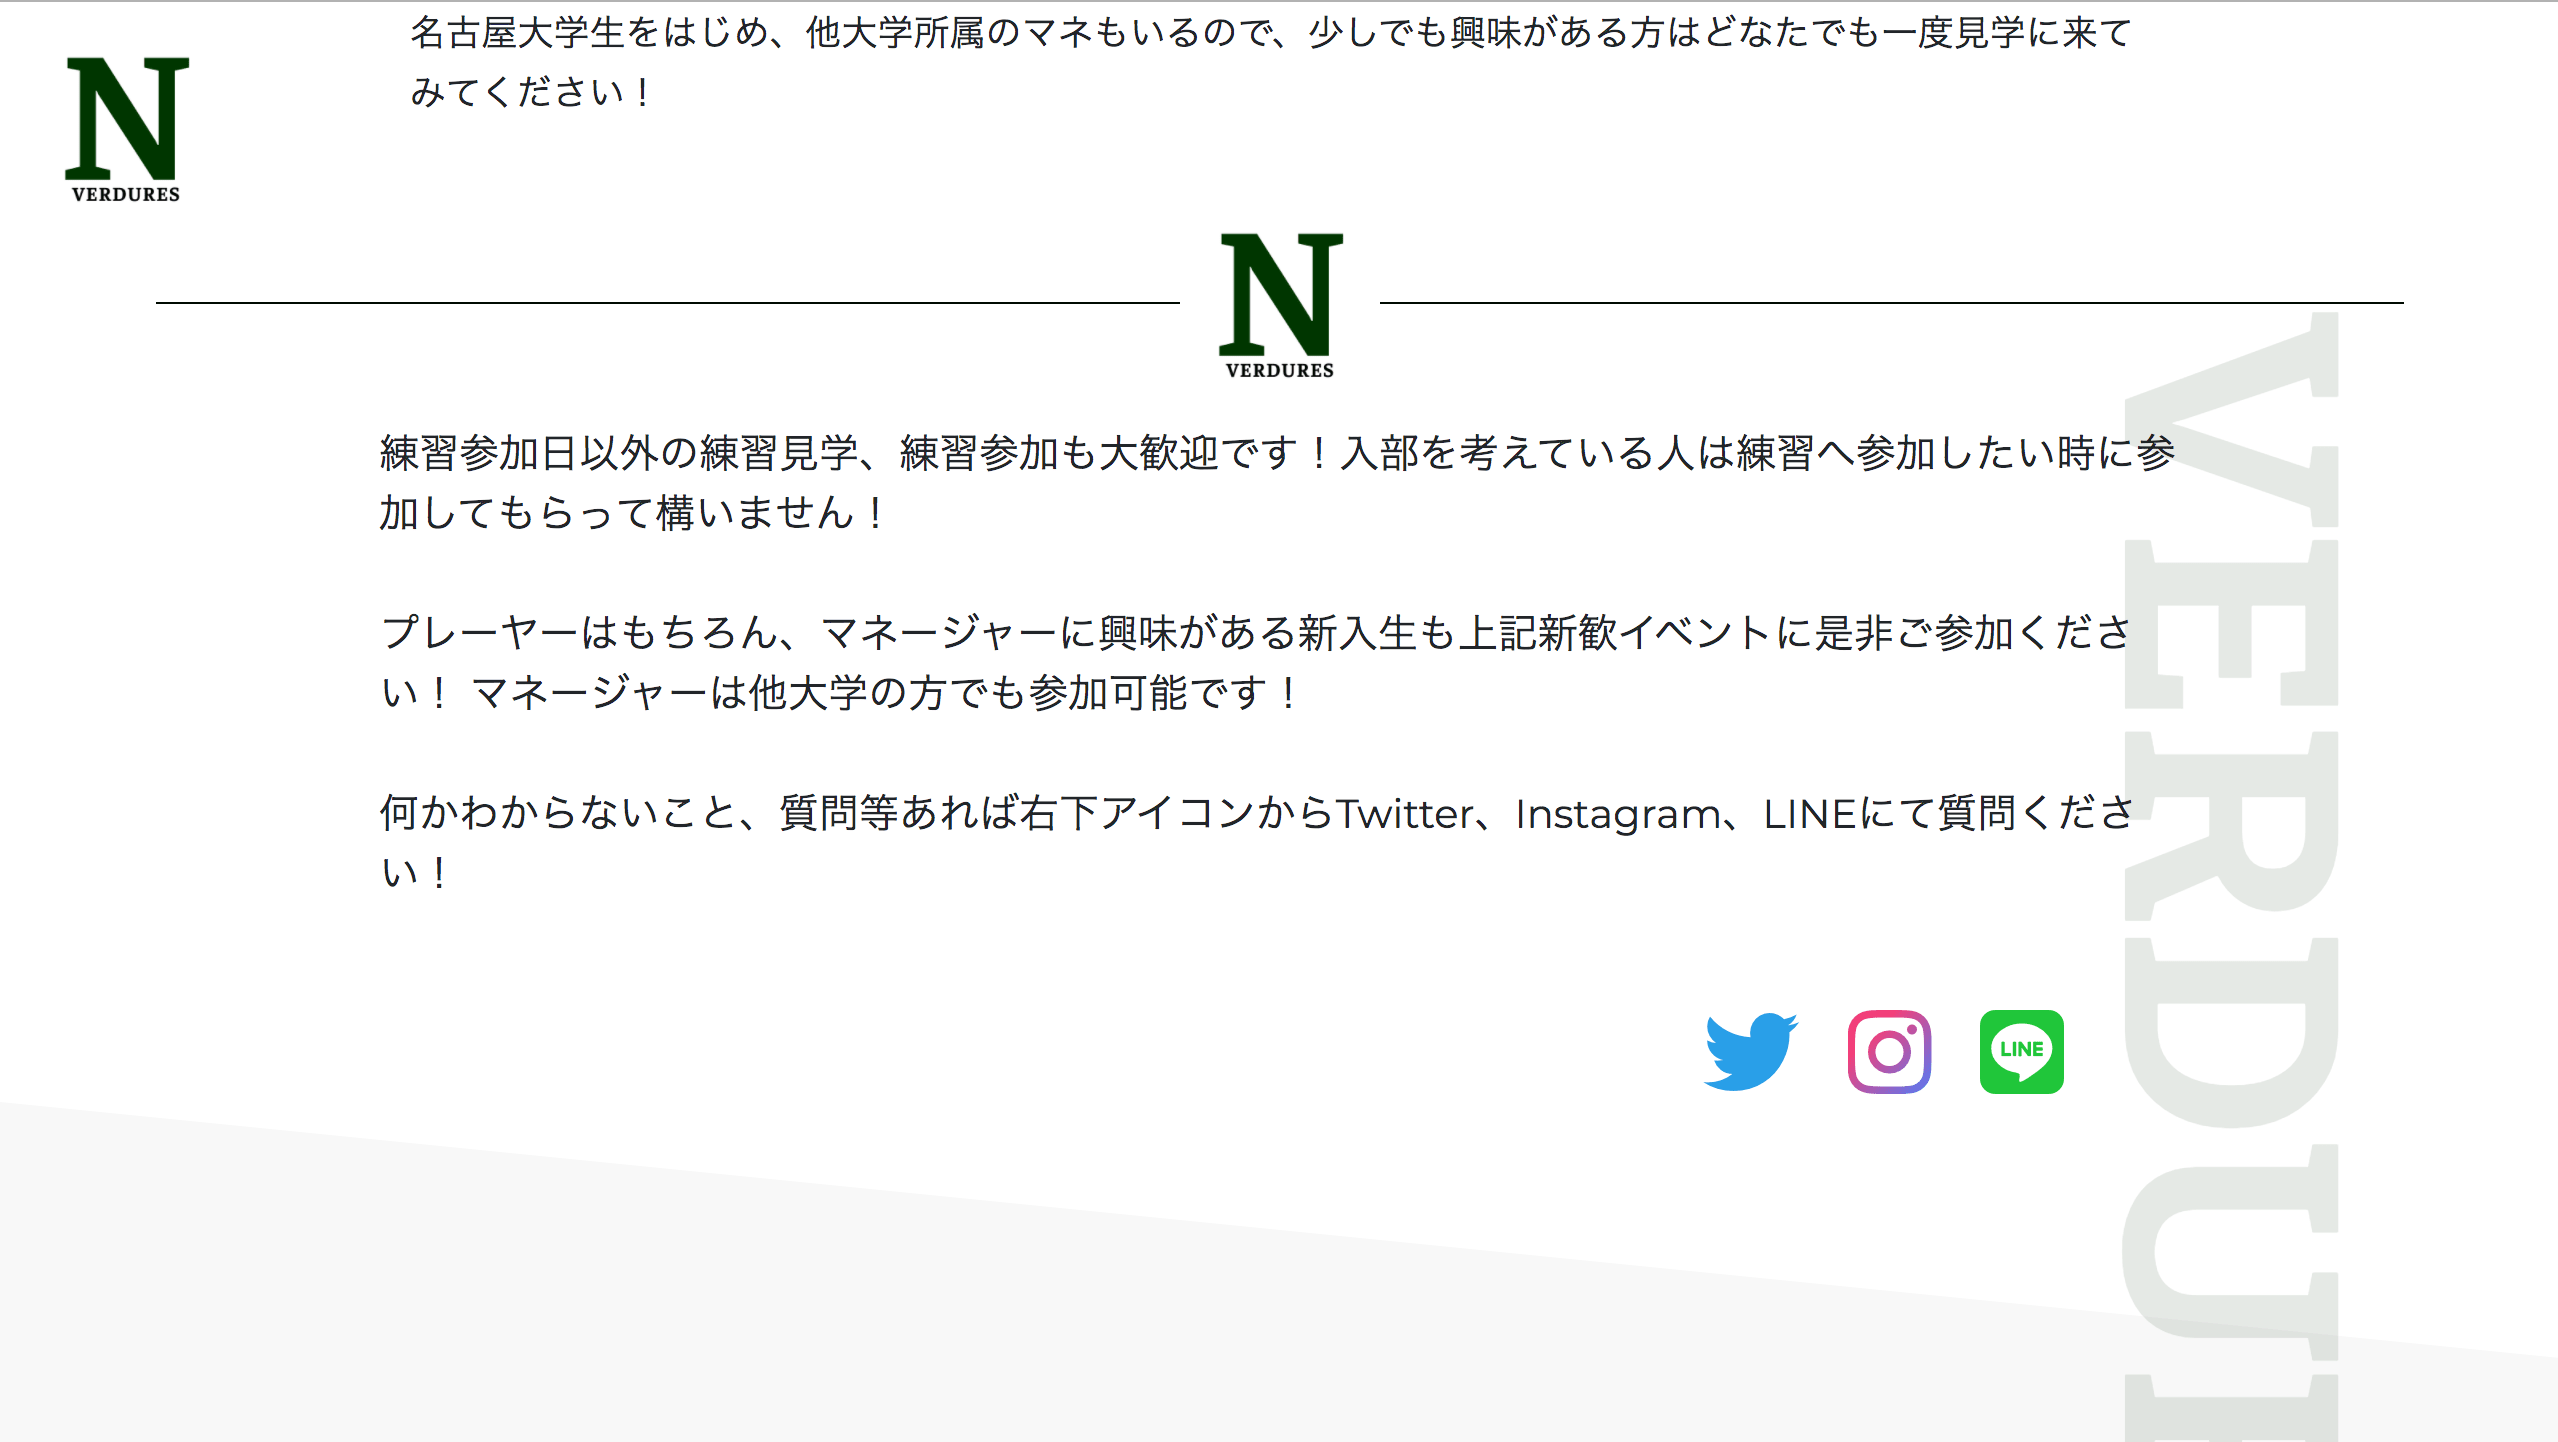 名古屋大学生をはじめ、他大学所属のマネもいるので、少しでも興味がある方はどなたでも一度見学に来て
みてください！
N
VERDURES
N
VERDURES
練習参加日以外の練習見学、練習参加も大歓迎です！入部を考えている人は練習へ参加したい時に参
加してもらって構いません！
プレーヤーはもちろん、マネージャーに興味がある新入生も上記新歓イベントに是非ご参加くださ
い！ マネージャーは他大学の方でも参加可能です！
何かわからないこと、質問等あれば右下アイコンからTwitter、Instagram、LINEにて質問くださ
い！
LINE
VERDUR